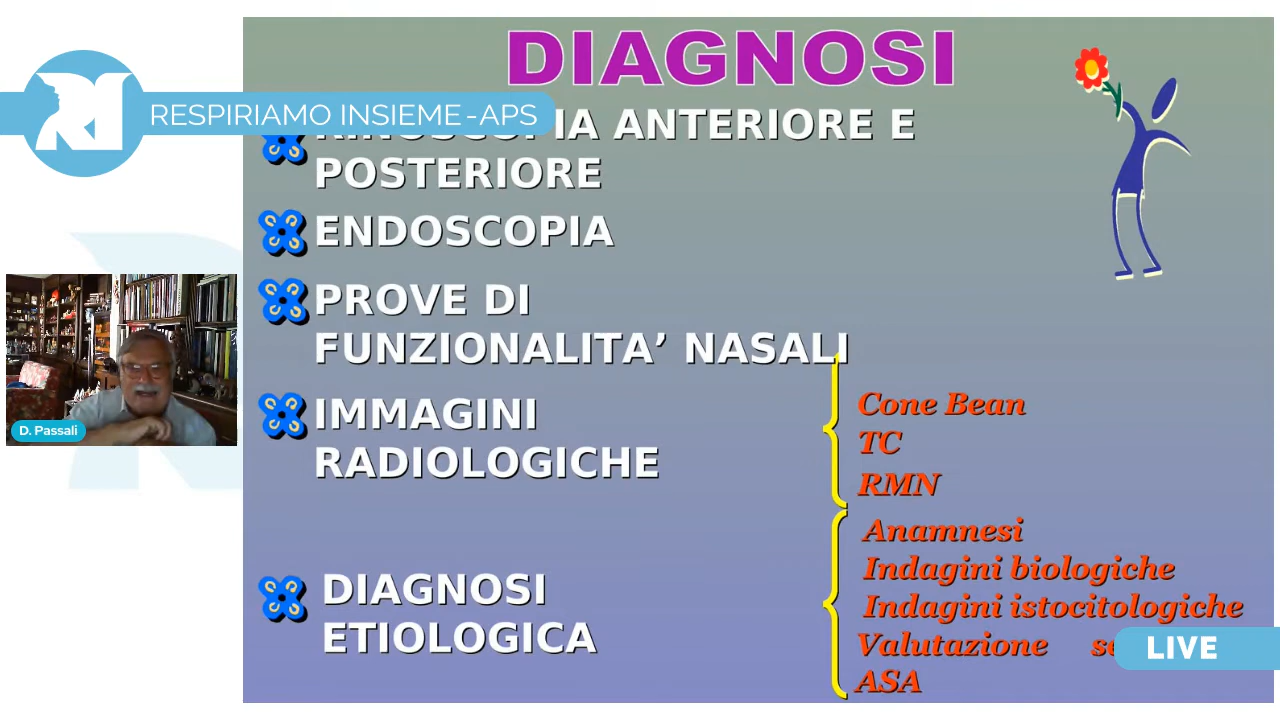 DIAGNOSI
RESPIRIAMO INSIEME-APS
RINOSCOPIA ANTERIORE E
POSTERIORE
ENDOSCOPIA
PROVE DI
FUNZIONALITA’ NASALI
IMMAGINI
RADIOLOGICHE
Cone Bean
TC
RMN
DIAGNOSI
ETIOLOGICA
Anamnesi
Indagini biologiche
Indagini istocitologiche
Valutazione
ASA
D. Passali
LIVE